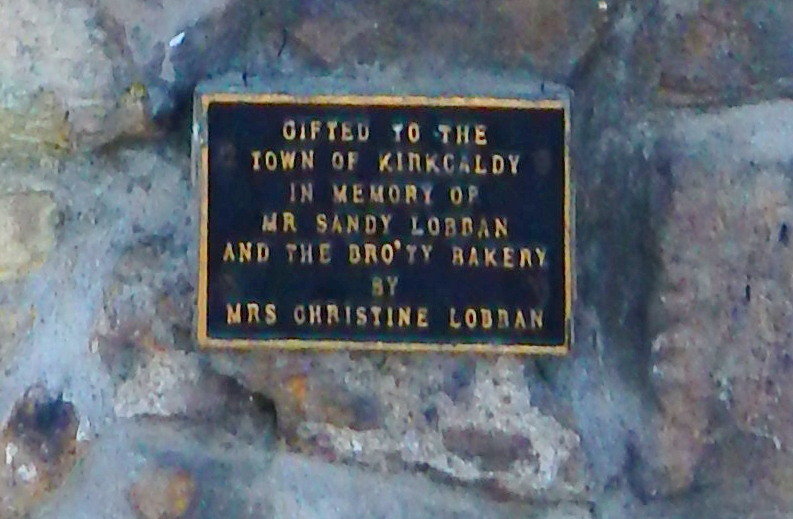 GIFTED TO THE
TOWN OF KIRKCALDY
IN MEMORY OF
MR SANDY LOBBAN
AND THE BRO'TY BAKERY
BY
MRS CHRISTINE LOBBAN